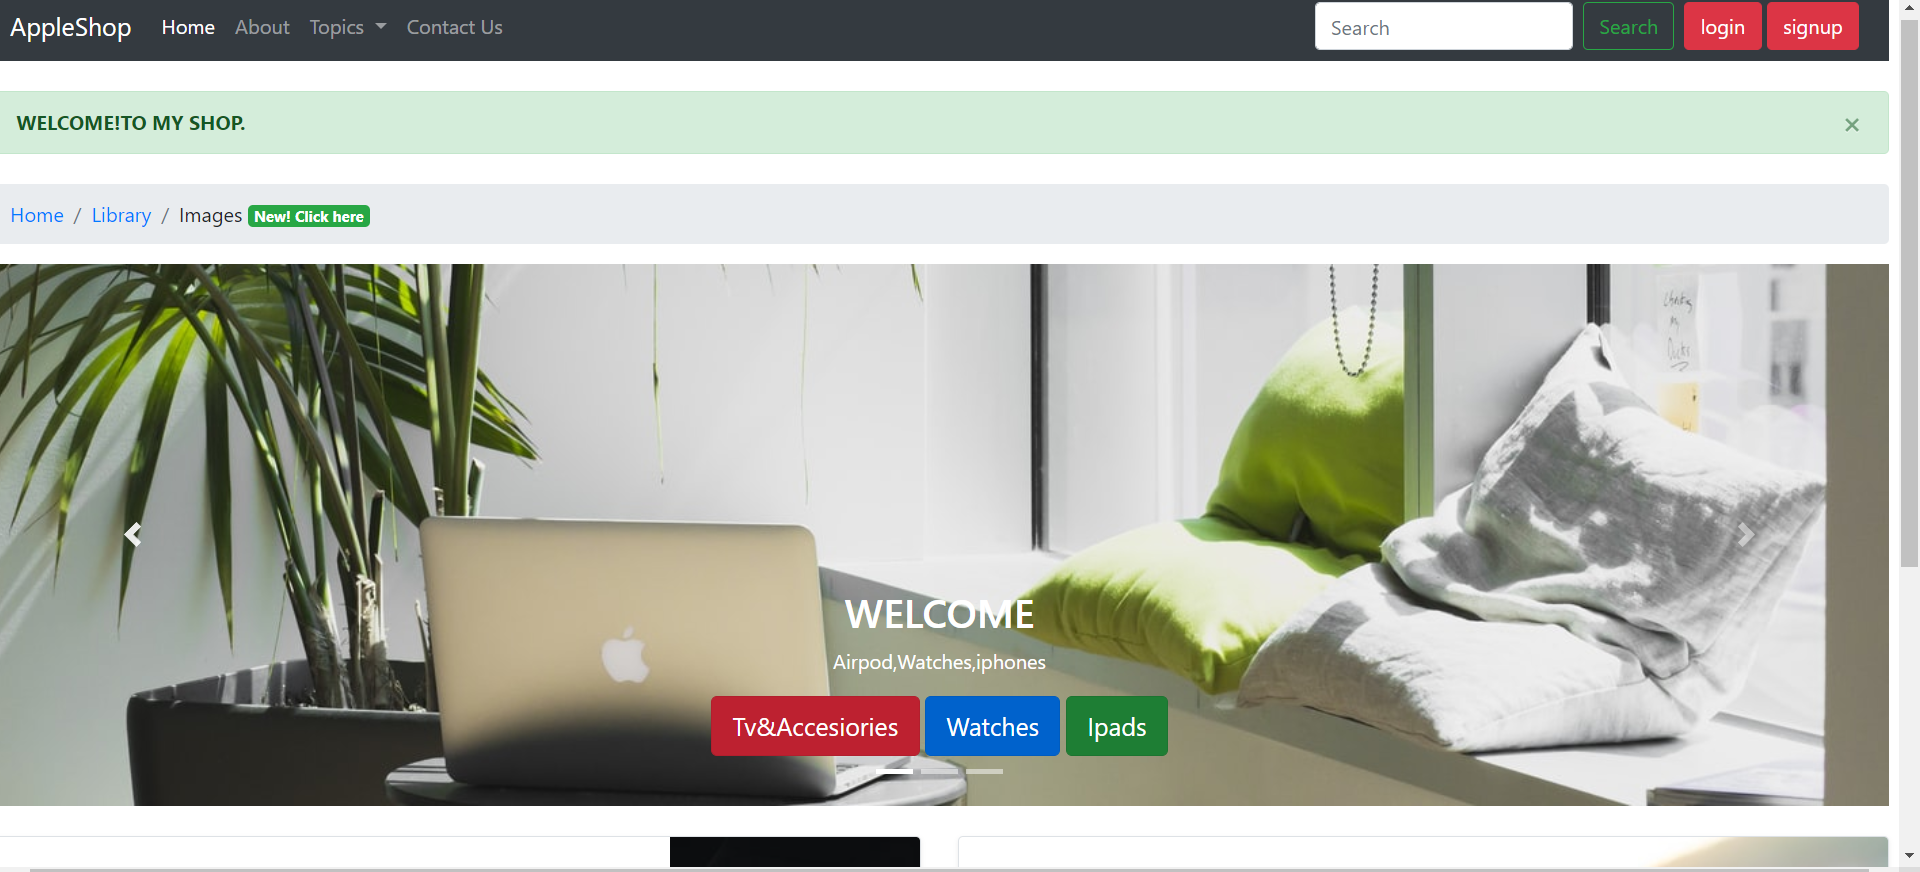 AppleShop Home About Topics Contact Us Search Search login signup
WELCOME!TO MY SHOP. ×
Home / Library / Images New! Click here
WELCOME
Airpod,Watches,iphones
Tv&Accesiories Watches Ipads